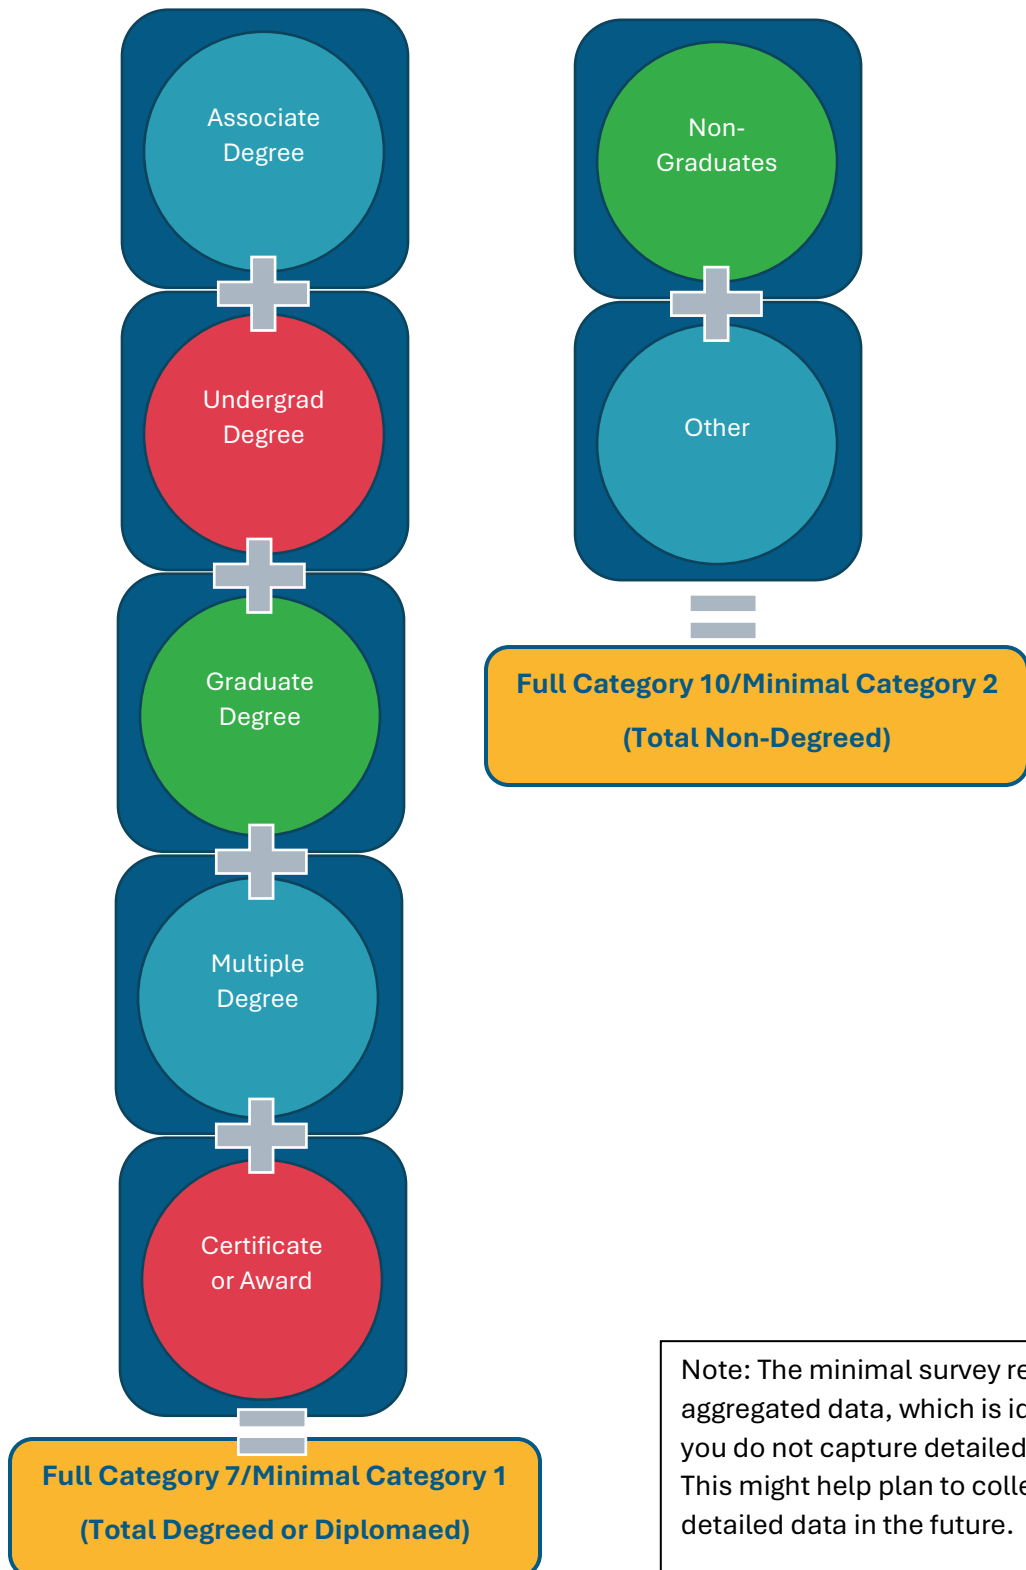 Associate
Degree
Undergrad
Degree
Graduate
Degree
Multiple
Degree
Certificate
or Award
Full Category 7/Minimal Category 1
(Total Degreed or Diplomaed)
Non-
Graduates
Other
Full Category 10/Minimal Category 2
(Total Non-Degreed)
Note: The minimal survey re
aggregated data, which is id
you do not capture detailed
This might help plan to colle
detailed data in the future.